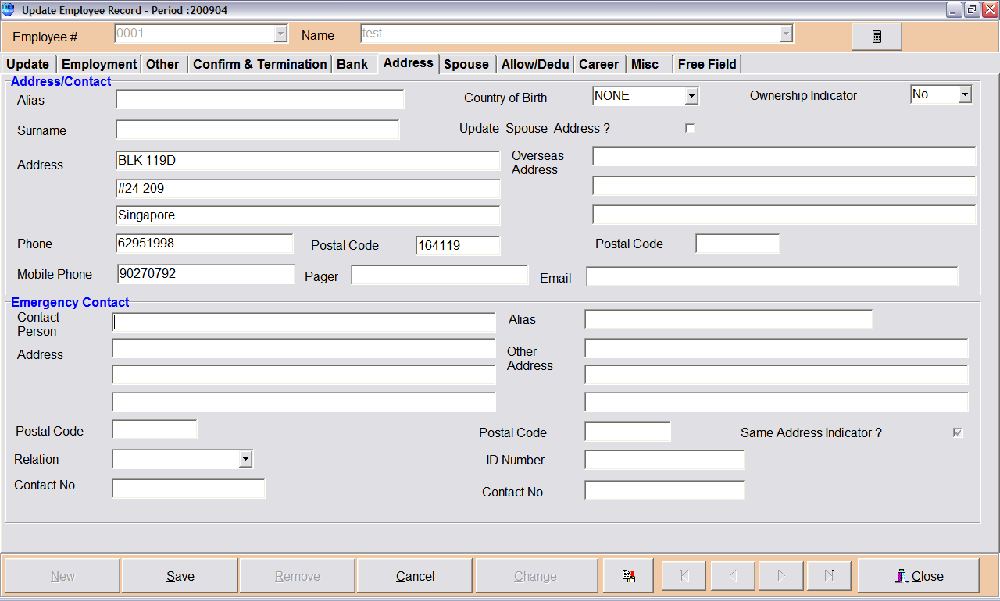 Update Employee Record - Period :200904
Employee # 0001 Name test
Update Employment Other Confirm & Termination Bank Address Spouse Allow/Dedu Career Misc Free Field
Address/Contact
Alias Country of Birth NONE Ownership Indicator No
Surname Update Spouse Address ?
Address BLK 119D Overseas
Address
#24-209
Singapore
Phone 62951998 Postal Code 164119 Postal Code
Mobile Phone 90270792 Pager Email
Emergency Contact
Contact
Person Alias
Address Other
Address
Postal Code Postal Code Same Address Indicator ?
Relation ID Number
Contact No Contact No
New Save Remove Cancel Change Close